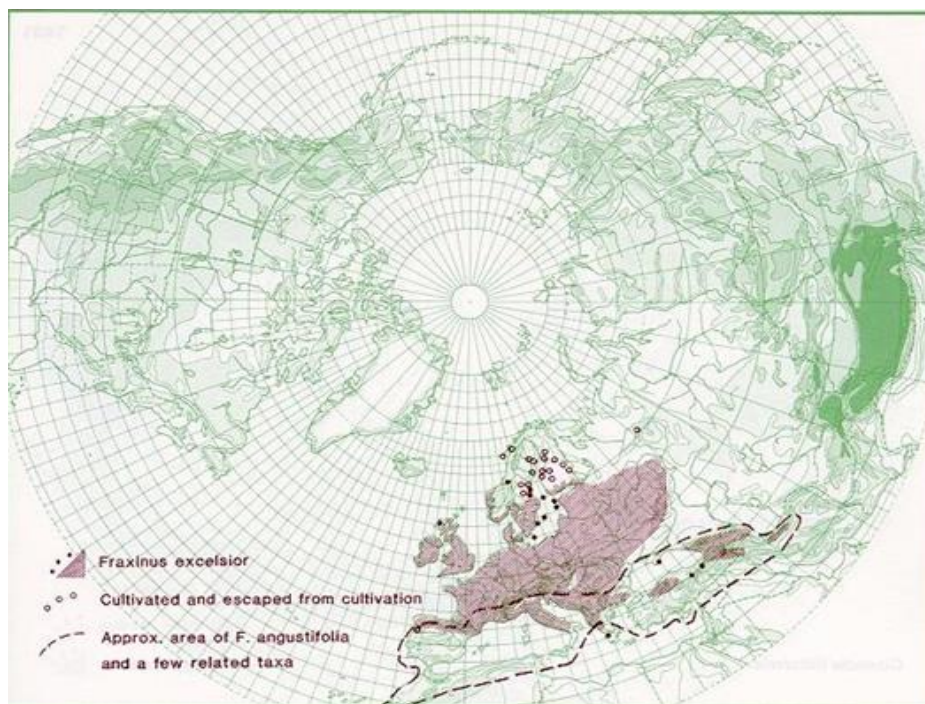 Fraxinus excelsior
Cultivated and escaped from cultivation
Approx. area of F. angustifolia
and a few related taxa